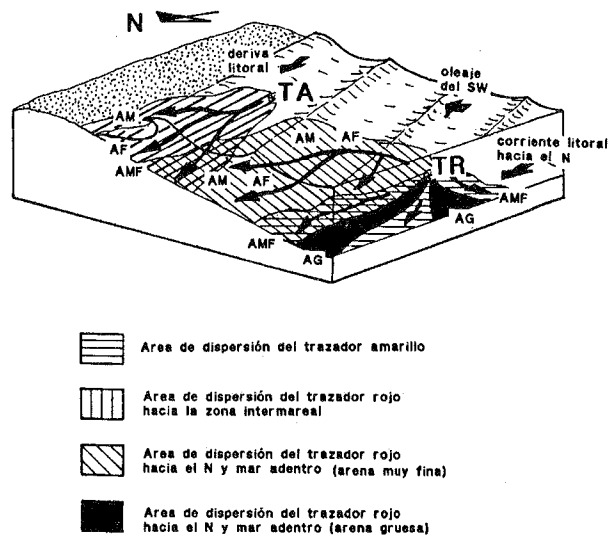 N
deriva
litoral
oleaje
del SW
TA
AM
AM
AF
corriente litoral
hacia el N
AF
TR
AMF
AM
AF
AMF
AG
AMF
AG
Area de dispersión del trazador amarillo
Area de dispersión del trazador rojo
hacia la zona intermareal
Area de dispersión del trazador rojo
hacia el N y mar adentro (arena muy fina)
Area de dispersión del trazador rojo
hacia el N y mar adentro (arena gruesa)